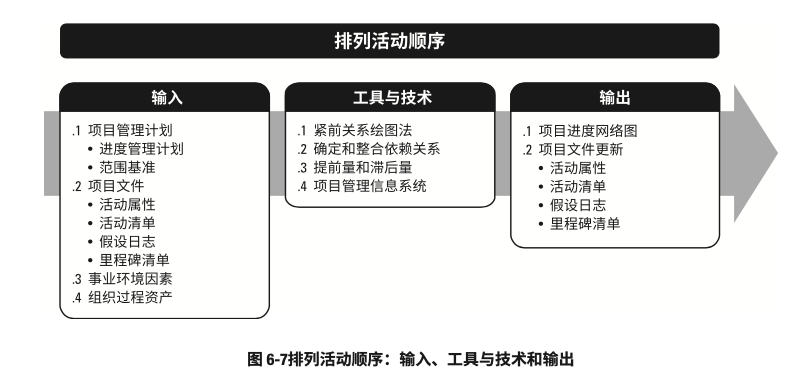 排列活动顺序
输入
.1 项目管理计划
• 进度管理计划
• 范围基准
.2 项目文件
• 活动属性
• 活动清单
• 假设日志
• 里程碑清单
.3 事业环境因素
.4 组织过程资产
工具与技术
.1 紧前关系绘图法
.2 确定和整合依赖关系
.3 提前量和滞后量
.4 项目管理信息系统
输出
.1 项目进度网络图
.2 项目文件更新
• 活动属性
• 活动清单
• 假设日志
• 里程碑清单
图 6-7排列活动顺序：输入、工具与技术和输出